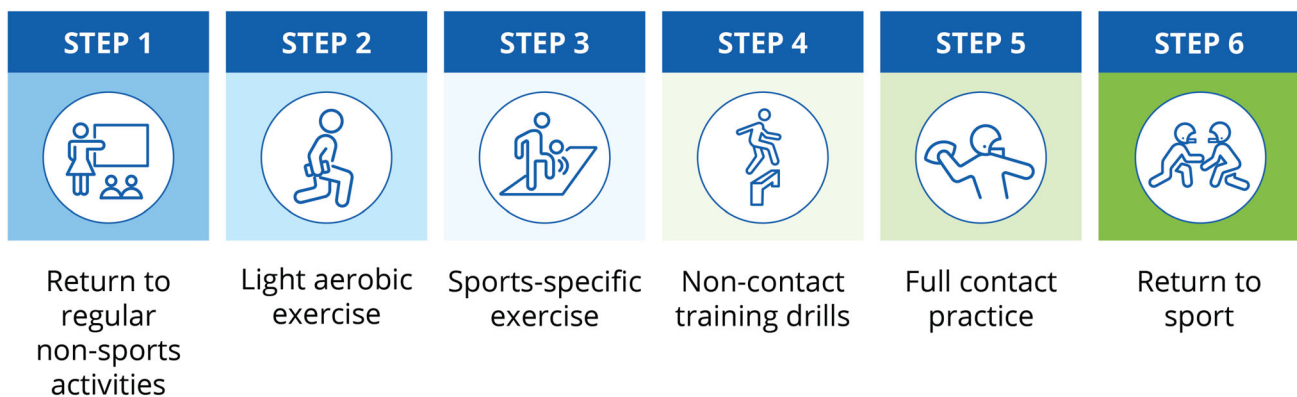 STEP 1
Return to
regular
non-sports
activities
STEP 2
Light aerobic
exercise
STEP 3
Sports-specific
exercise
STEP 4
Non-contact
training drills
STEP 5
Full contact
practice
STEP 6
Return to
sport